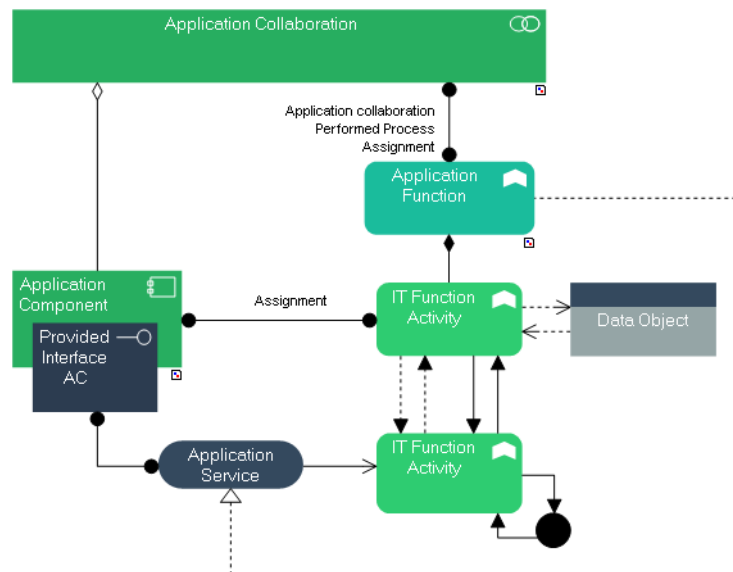 Application Collaboration
Application collaboration
Performed Process
Assignment
Application
Function
Application
Component
Assignment
IT Function
Activity
Data Object
Provided
Interface
AC
Application
Service
IT Function
Activity